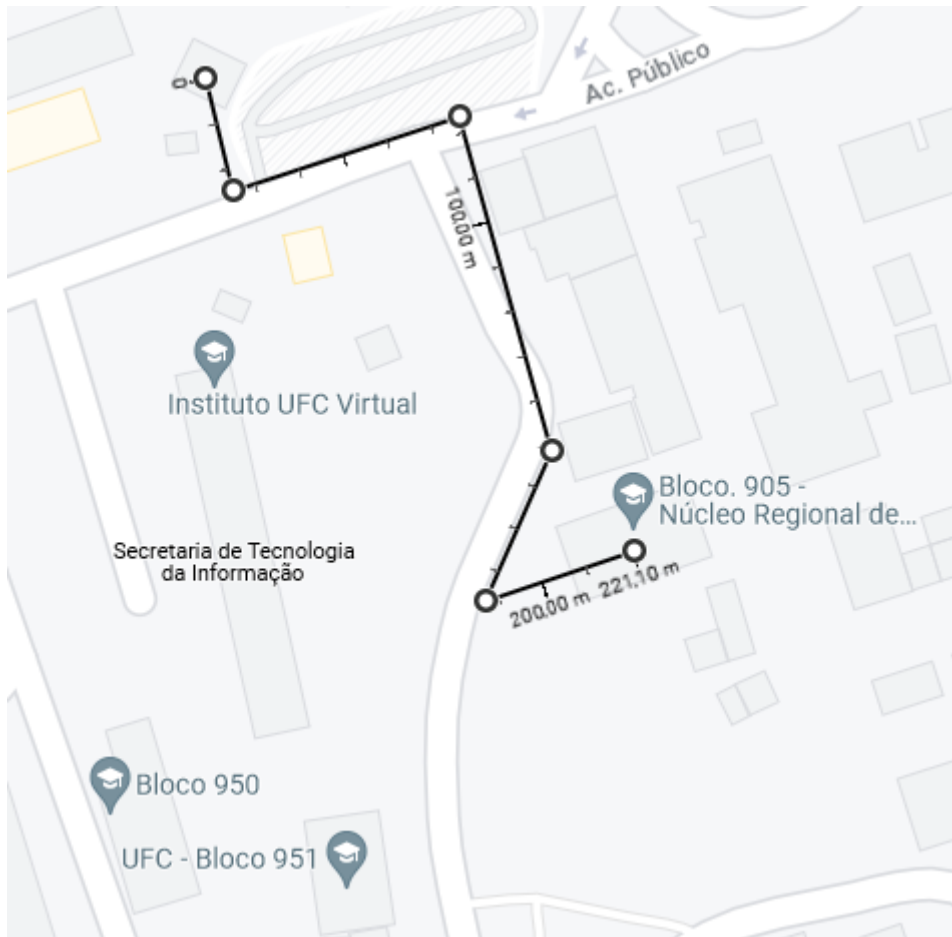 0
Ac. Público
100,00 m
Instituto UFC Virtual
Bloco. 905 -
Núcleo Regional de...
Secretaria de Tecnologia
da Informação
200,00 m
221,10 m
Bloco 950
UFC - Bloco 951